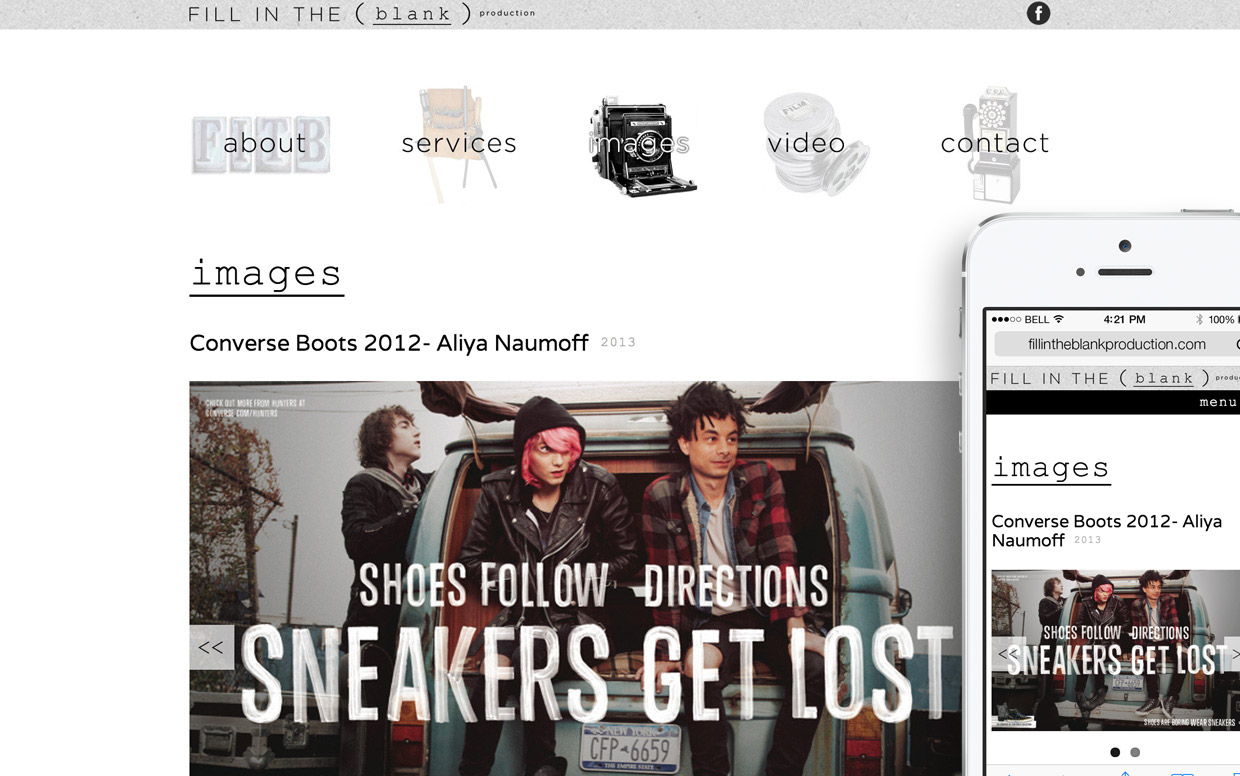 FILL IN THE ( blank ) production
f
FITB
FILM
about services images video contact
images
Converse Boots 2012- Aliya Naumoff 2013
CHECK OUT MORE FROM HUNTERS AT
CONVERSE.COM/HUNTERS
SHOES FOLLOW DIRECTIONS
SNEAKERS GET LOST
<<
NEW YORK
CFP 6659
THE EMPIRE STATE
BELL 4:21 PM 100%
fillintheblankproduction.com
FILL IN THE ( blank ) produ
menu
images
Converse Boots 2012- Aliya
Naumoff 2013
SHOES FOLLOW DIRECTIONS
<< SNEAKERS GET LOST >
SHOES ARE BORING WEAR SNEAKERS